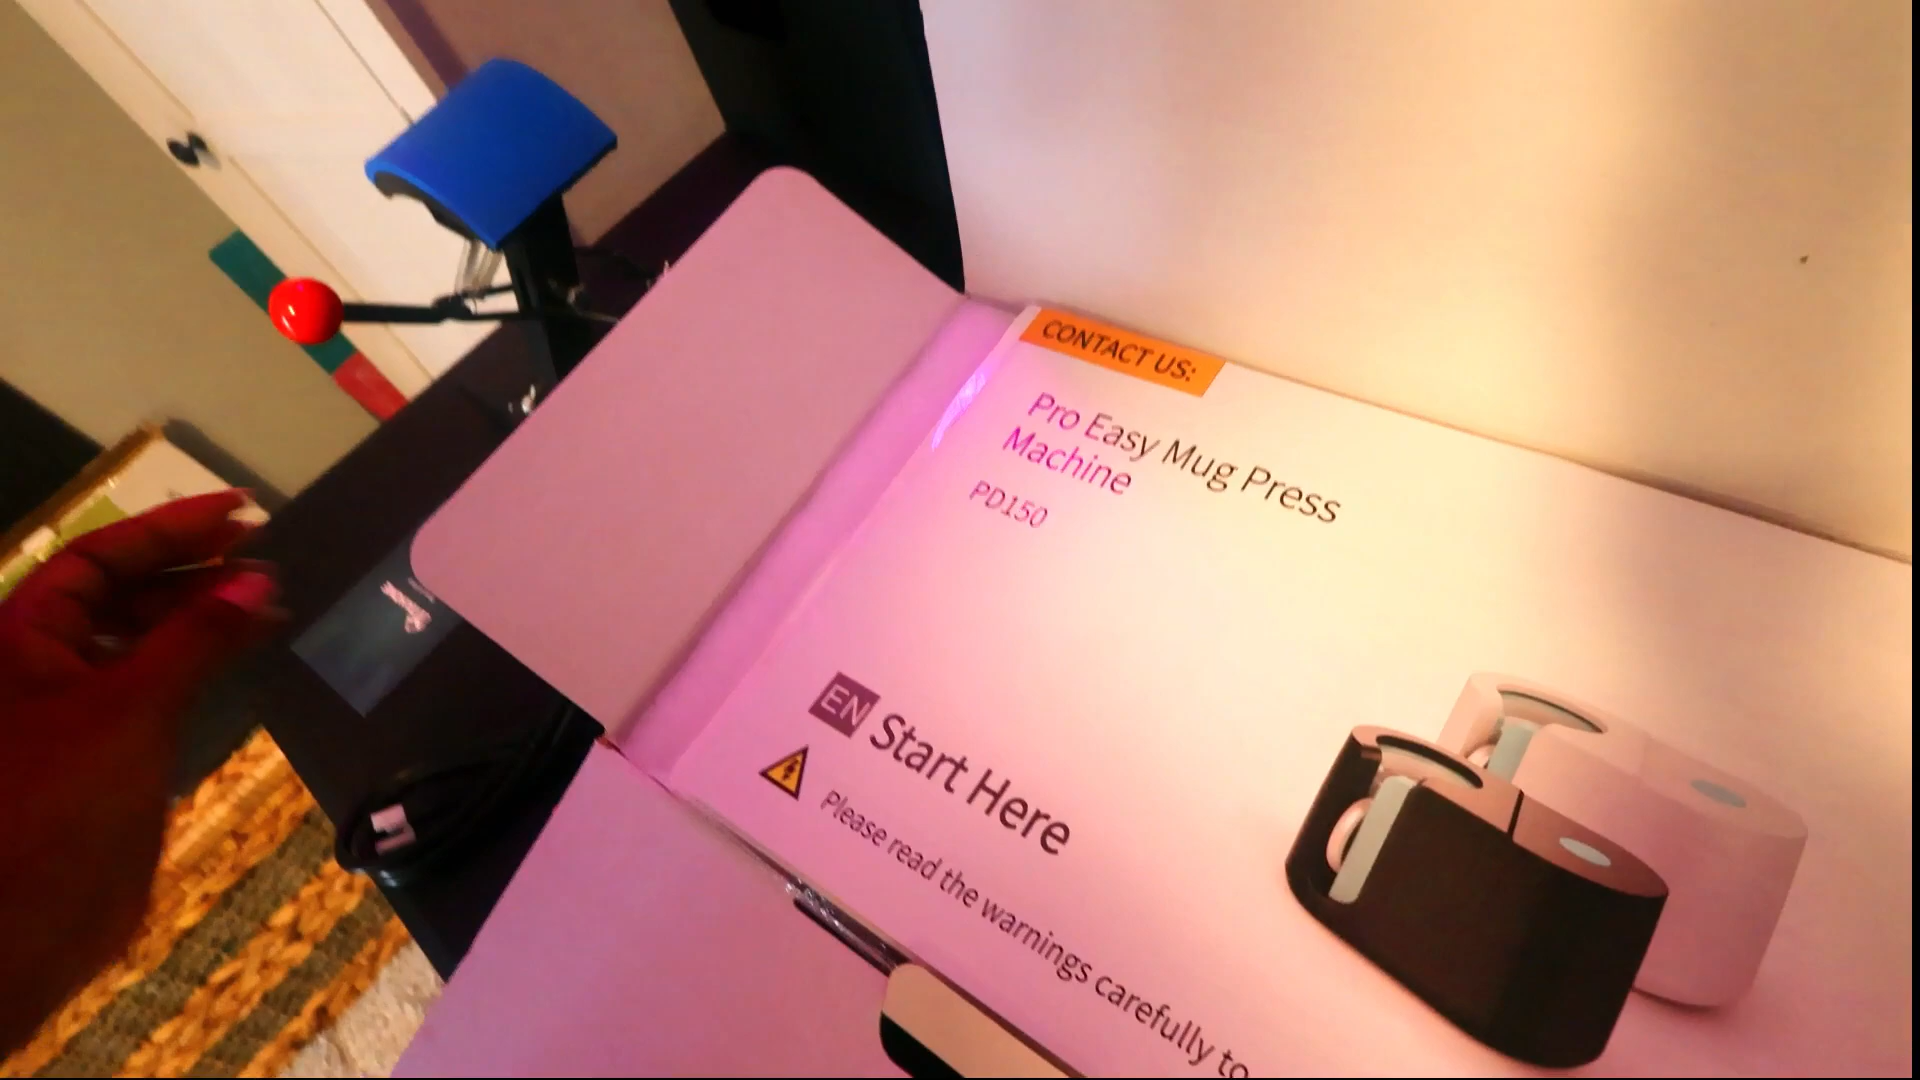 CONTACT US:
Pro Easy Mug Press
Machine
PD150
EN Start Here
Please read the warnings carefully to